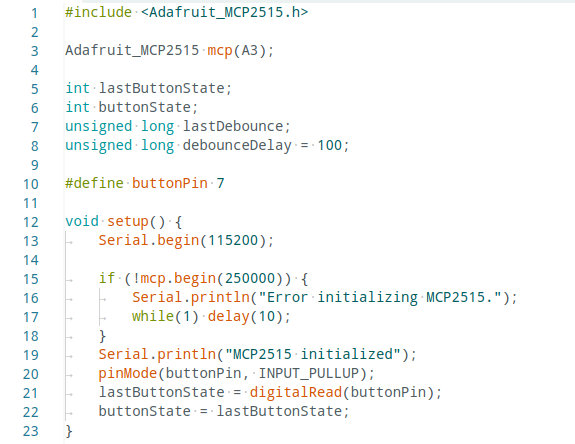 1 #include <Adafruit_MCP2515.h>
2
3 Adafruit_MCP2515 mcp(A3);
4
5 int lastButtonState;
6 int buttonState;
7 unsigned long lastDebounce;
8 unsigned long debounceDelay = 100;
9
10 #define buttonPin 7
11
12 void setup() {
13 Serial.begin(115200);
14
15 if (!mcp.begin(250000)) {
16 Serial.println("Error initializing MCP2515.");
17 while(1) delay(10);
18 }
19 Serial.println("MCP2515 initialized");
20 pinMode(buttonPin, INPUT_PULLUP);
21 lastButtonState = digitalRead(buttonPin);
22 buttonState = lastButtonState;
23 }